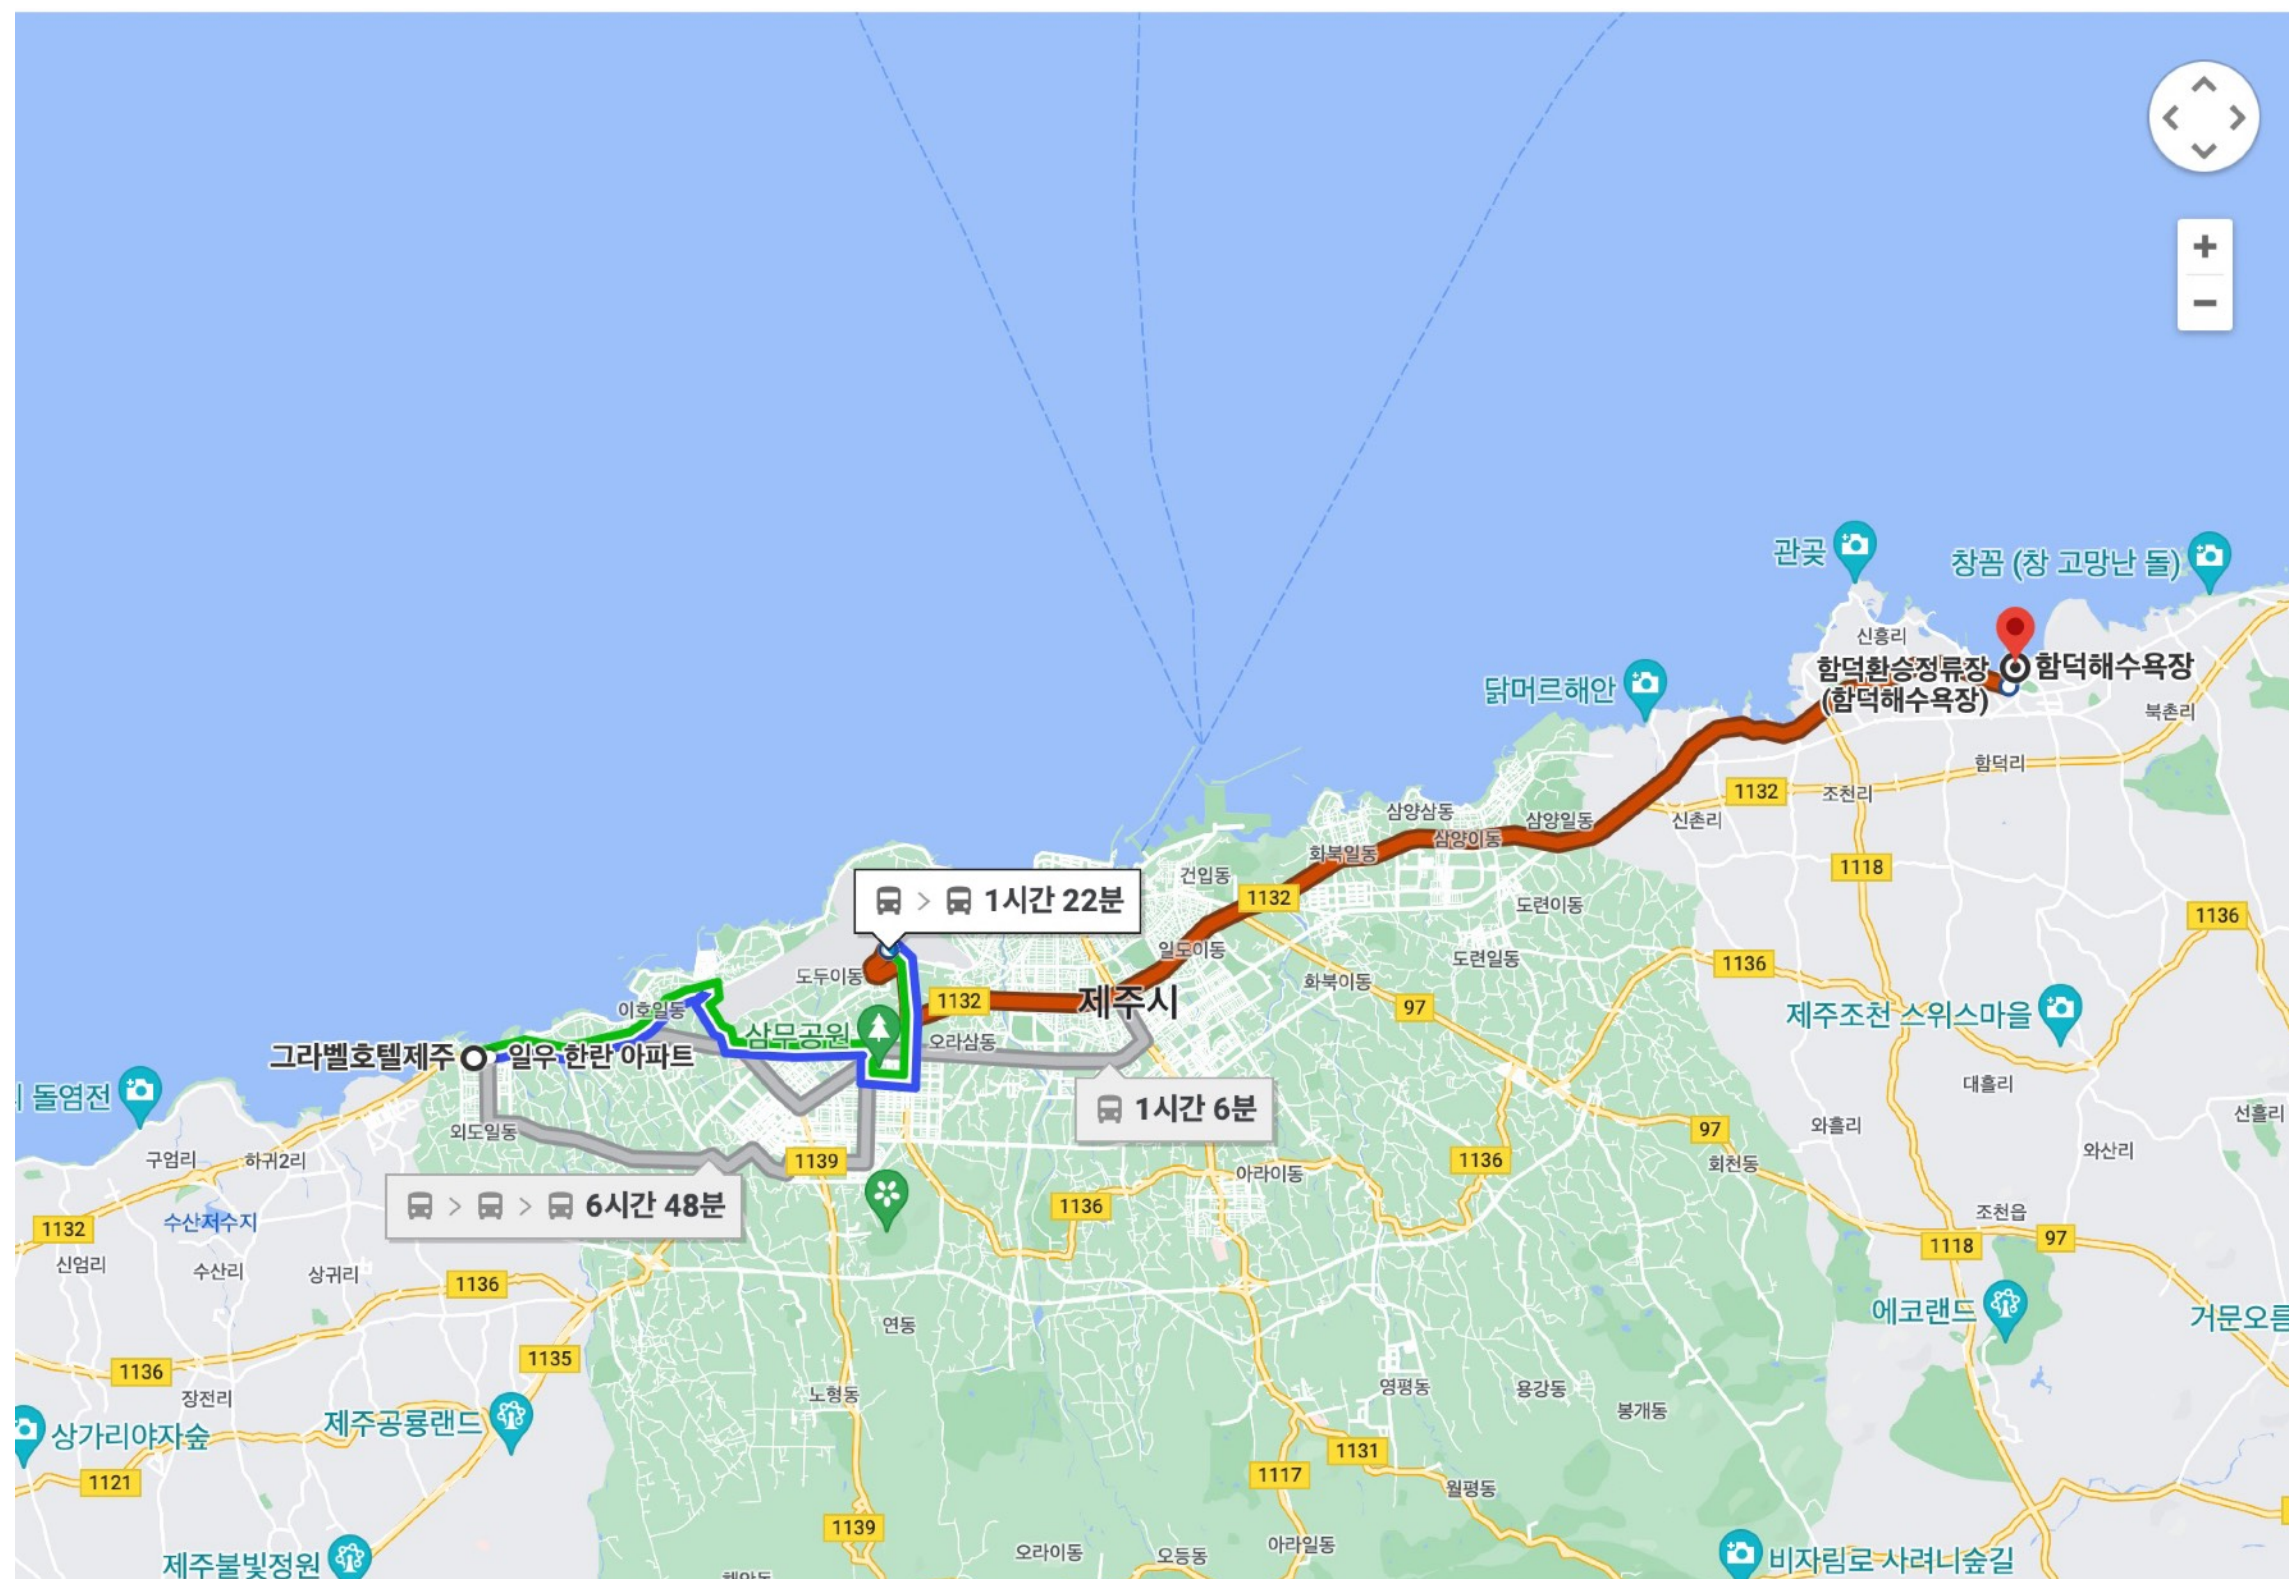 관곶
창꼼 (창 고망난 돌)
신흥리
함덕환승정류장
(함덕해수욕장)
함덕해수욕장
닭머르해안
북촌리
함덕리
1132
조천리
신촌리
삼양삼동
삼양일동
삼양이동
화북일동
건입동
1118
1시간 22분
1132
도련이동
1136
일도이동
도련일동
1136
도두이동
화북이동
1132
제주시
97
이호일동
삼무공원
오라삼동
제주조천 스위스마을
그라벨호텔제주
일우 한란 아파트
돌염전
1시간 6분
대흘리
선흘리
외도일동
97
와흘리
구엄리
하귀2리
1139
아라이동
1136
회천동
와산리
6시간 48분
1136
조천읍
1132
수산저수지
1118
97
신엄리
수산리
상귀리
1136
에코랜드
거문오름
연동
1135
1136
장전리
노형동
영평동
용강동
봉개동
제주공룡랜드
상가리야자숲
1131
1117
1121
월평동
1139
오라이동
오등동
아라일동
제주불빛정원
비자림로 사려니숲길